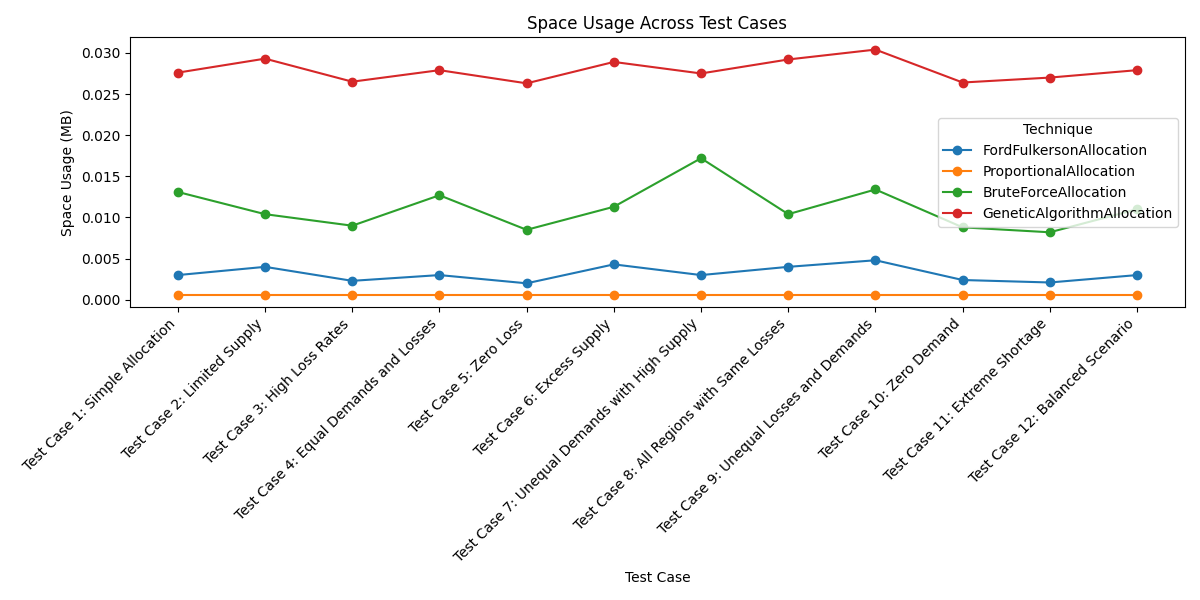 Space Usage Across Test Cases
Space Usage (MB)
0.030
0.025
0.020
0.015
0.010
0.005
0.000
Technique
FordFulkersonAllocation
ProportionalAllocation
BruteForceAllocation
GeneticAlgorithmAllocation
Test Case 1: Simple Allocation
Test Case 2: Limited Supply
Test Case 3: High Loss Rates
Test Case 4: Equal Demands and Losses
Test Case 5: Zero Loss
Test Case 6: Excess Supply
Test Case 7: Unequal Demands with High Supply
Test Case 8: All Regions with Same Losses
Test Case 9: Unequal Losses and Demands
Test Case 10: Zero Demand
Test Case 11: Extreme Shortage
Test Case 12: Balanced Scenario
Test Case